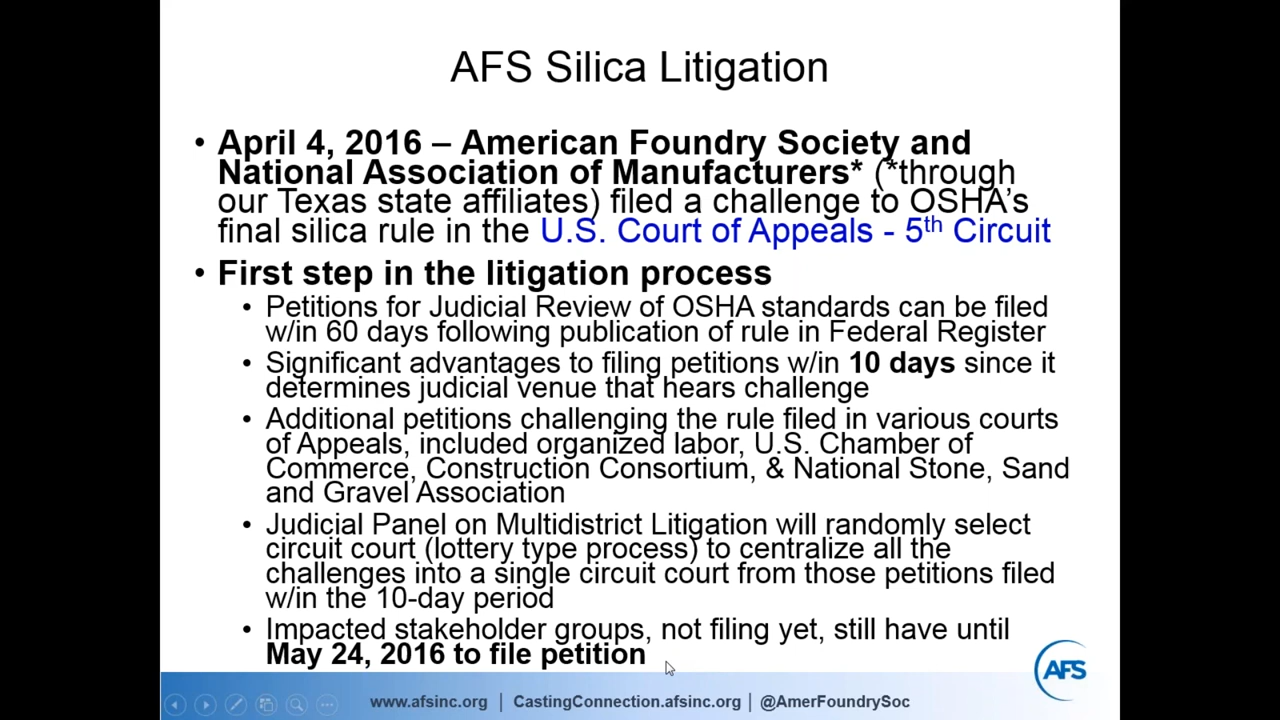 AFS Silica Litigation
• April 4, 2016 – American Foundry Society and
National Association of Manufacturers* (*through
our Texas state affiliates) filed a challenge to OSHA's
final silica rule in the U.S. Court of Appeals - 5th Circuit
• First step in the litigation process
• Petitions for Judicial Review of OSHA standards can be filed
w/in 60 days following publication of rule in Federal Register
• Significant advantages to filing petitions w/in 10 days since it
determines judicial venue that hears challenge
• Additional petitions challenging the rule filed in various courts
of Appeals, included organized labor, U.S. Chamber of
Commerce, Construction Consortium, & National Stone, Sand
and Gravel Association
• Judicial Panel on Multidistrict Litigation will randomly select
circuit court (lottery type process) to centralize all the
challenges into a single circuit court from those petitions filed
w/in the 10-day period
• Impacted stakeholder groups, not filing yet, still have until
May 24, 2016 to file petition
AFS
www.afsinc.org | CastingConnection.afsinc.org | @AmerFoundrySoc